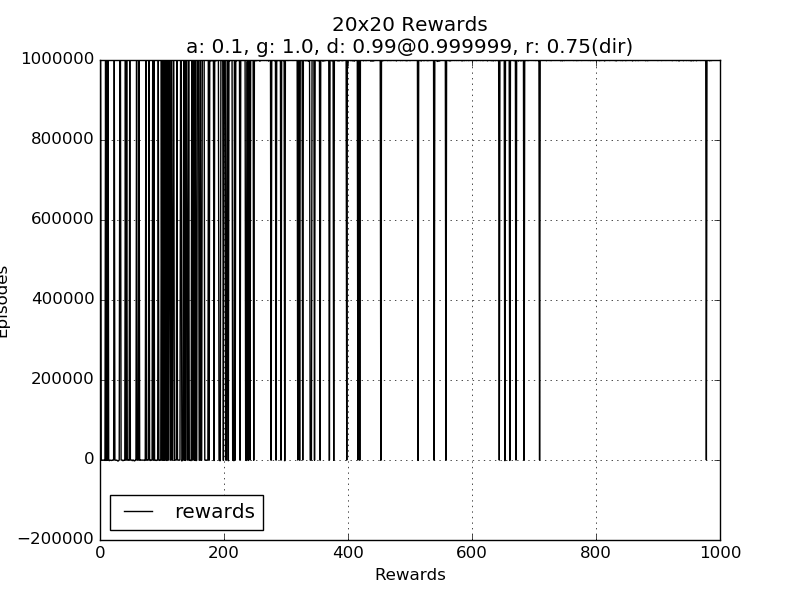 20x20 Rewards
a: 0.1, g: 1.0, d: 0.99@0.999999, r: 0.75(dir)
1000000
800000
600000
400000
200000
0
−200000
Episodes
rewards
0 200 400 600 800 1000
Rewards